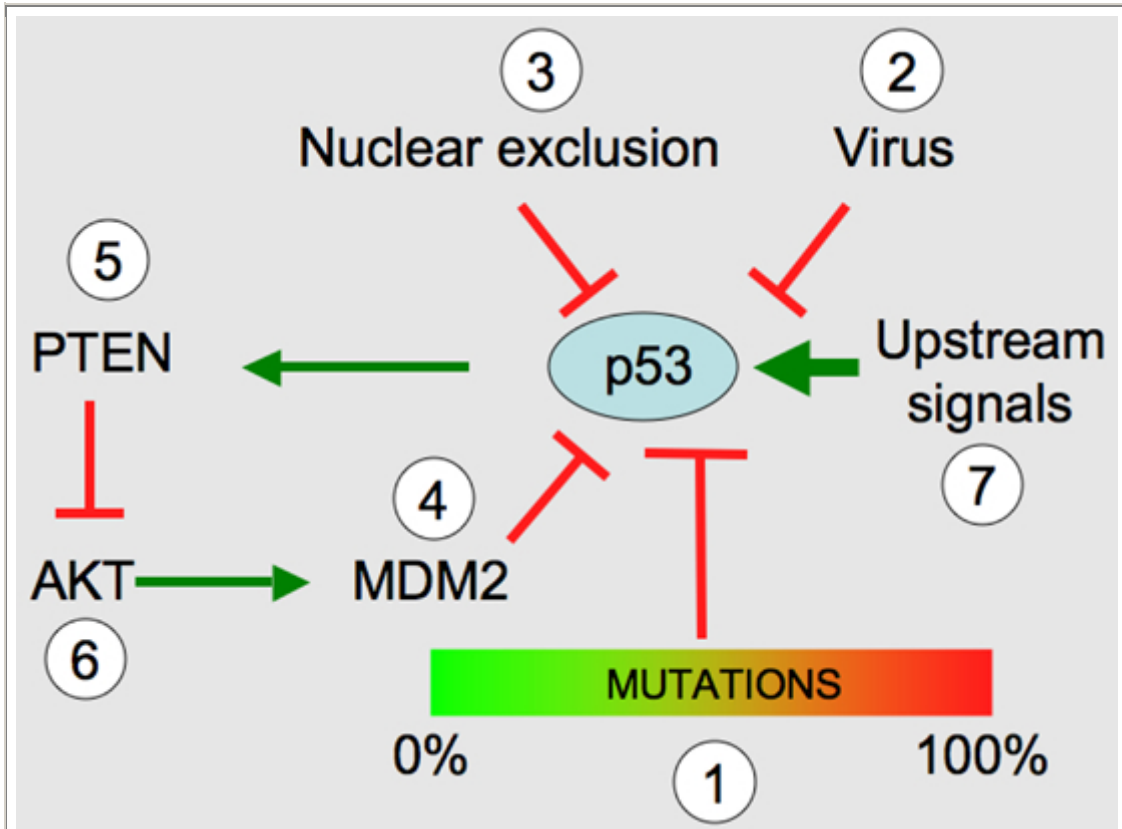 3
2
Nuclear exclusion
Virus
5
PTEN
p53
Upstream
signals
4
7
AKT
MDM2
6
MUTATIONS
0%
100%
1